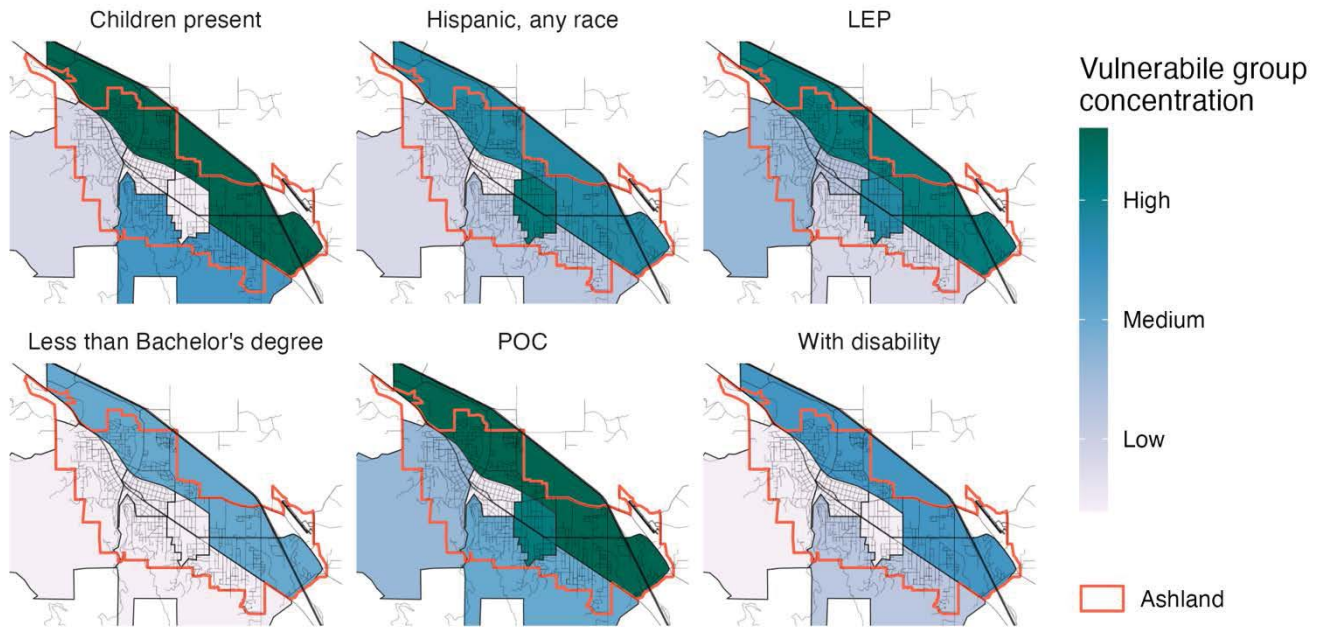 Children present
Hispanic, any race
LEP
Vulnerabile group
concentration
High
Medium
Low
Less than Bachelor's degree
POC
With disability
Ashland